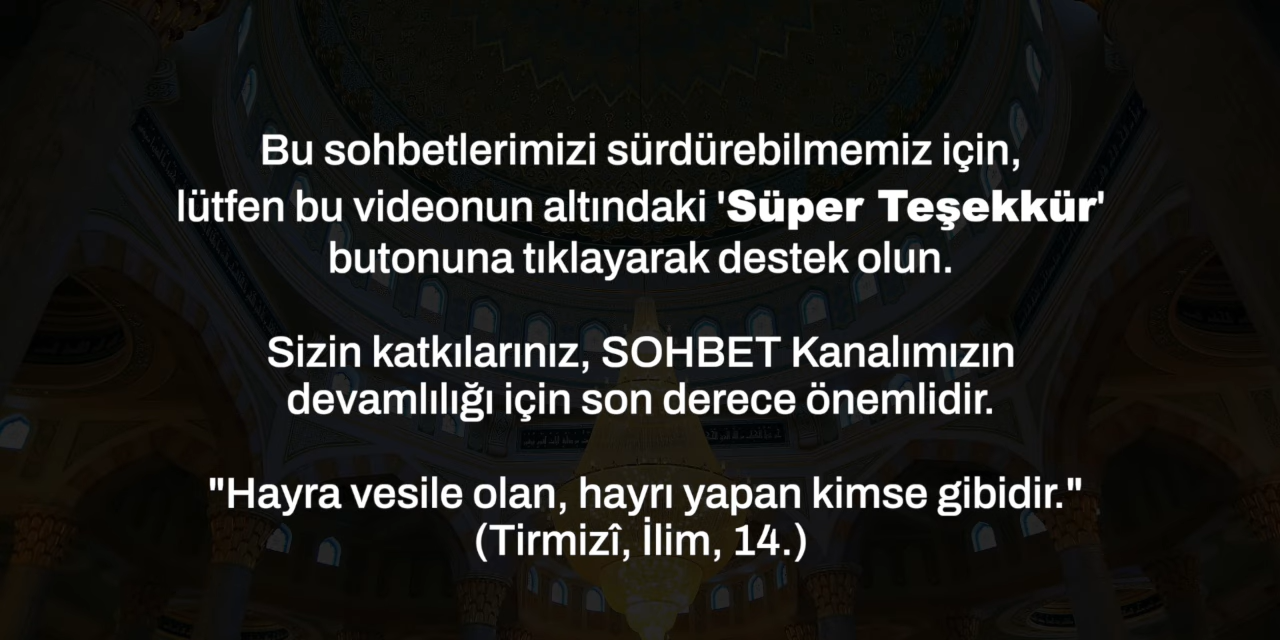 Bu sohbetlerimizi sürdürebilmemiz için,
lütfen bu videonun altındaki 'Süper Teşekkür'
butonuna tıklayarak destek olun.
Sizin katkılarınız, SOHBET Kanalımızın
devamlılığı için son derece önemlidir.
"Hayra vesile olan, hayrı yapan kimse gibidir."
(Tirmizî, İlim, 14.)